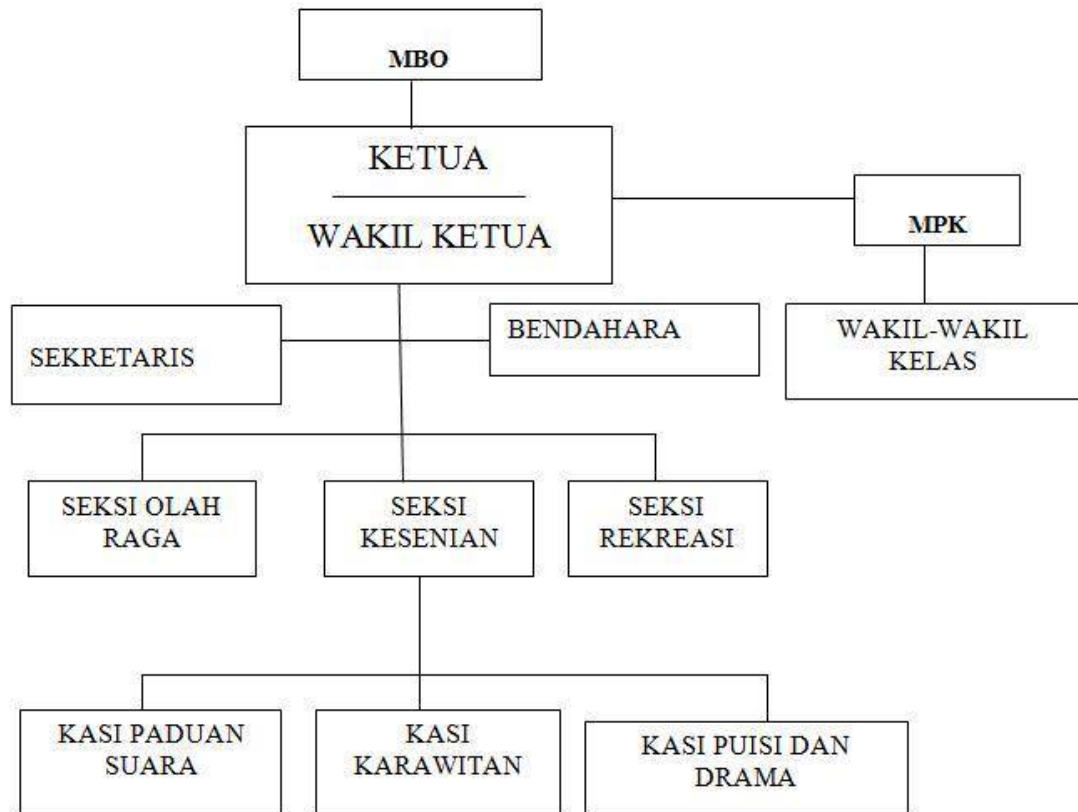 MBO
KETUA
WAKIL KETUA
MPK
SEKRETARIS
BENDAHARA
WAKIL-WAKIL
KELAS
SEKSI OLAH
RAGA
SEKSI
KESENIAN
SEKSI
REKREASI
KASI PADUAN
SUARA
KASI
KARAWITAN
KASI PUISI DAN
DRAMA